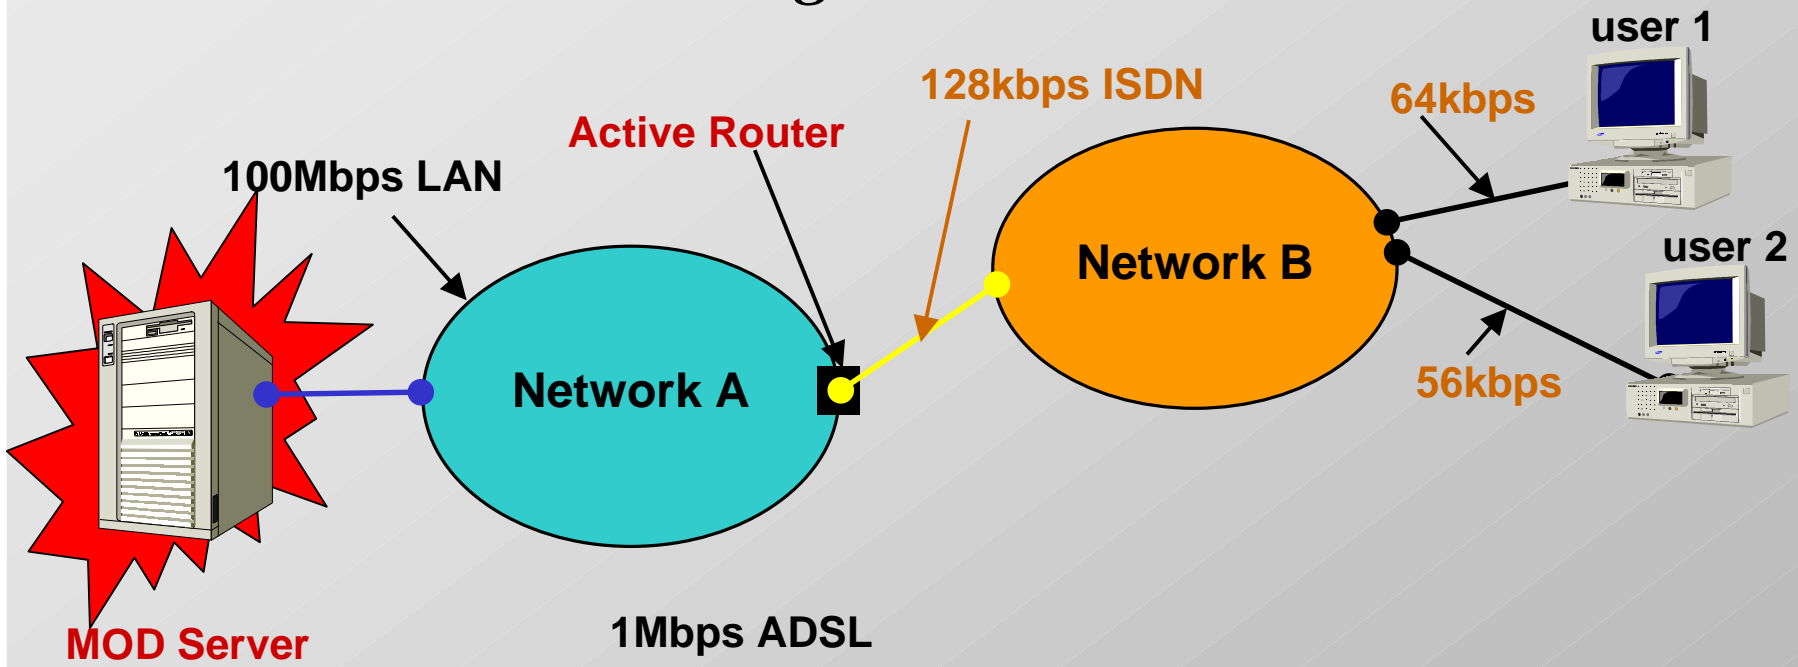 user 1
128kbps ISDN
64kbps
Active Router
100Mbps LAN
Network B
user 2
Network A
56kbps
MOD Server
1Mbps ADSL